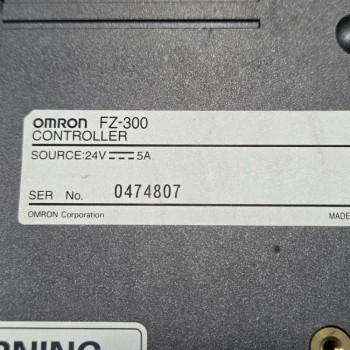 OMRON FZ-300
CONTROLLER
SOURCE:24V⎓5A
SER No. 0474807
OMRON Corporation MADE